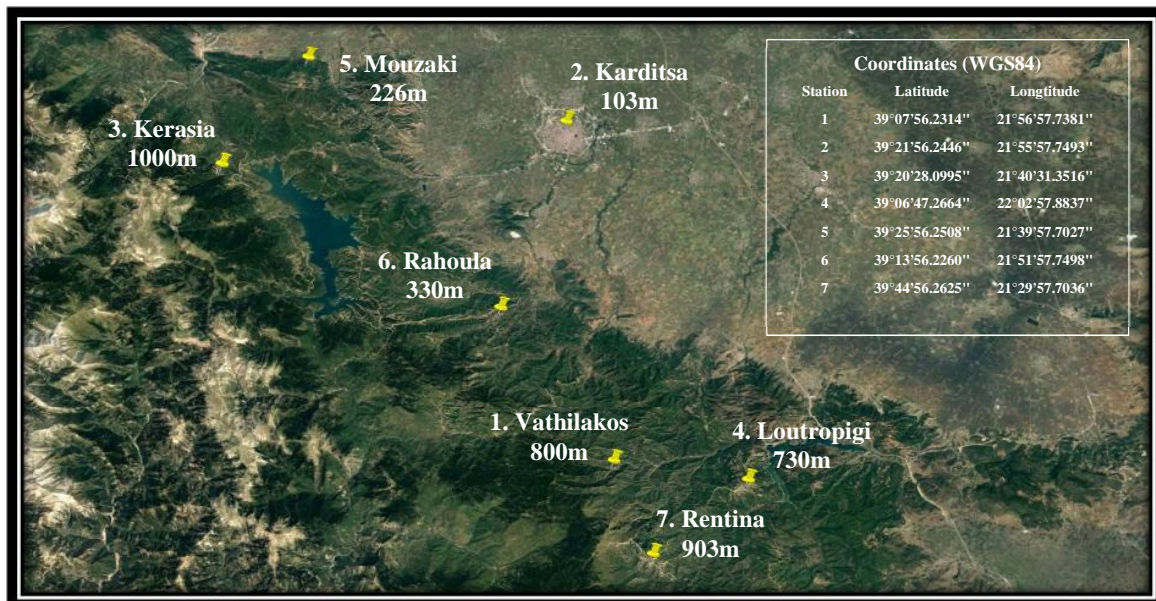 5. Mouzaki
226m
2. Karditsa
103m
3. Kerasia
1000m
6. Rahoula
330m
1. Vathilakos
800m
4. Loutropigi
730m
7. Rentina
903m
Coordinates (WGS84)
Station Latitude Longtitude
1 39°07’56.2314" 21°56’57.7381"
2 39°21’56.2446" 21°55’57.7493"
3 39°20’28.0995" 21°40’31.3516"
4 39°06’47.2664" 22°02’57.8837"
5 39°25’56.2508" 21°39’57.7027"
6 39°13’56.2260" 21°51’57.7498"
7 39°44’56.2625" 21°29’57.7036"